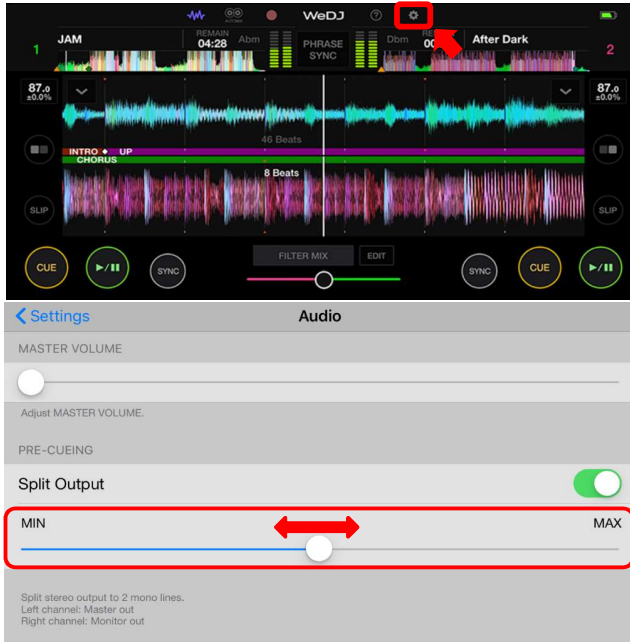 WeDJ
AUTOMIX
?
1
JAM
REMAIN
04:28
Abm
PHRASE
SYNC
Dbm
After Dark
2
87.0
±0.0%
87.0
±0.0%
46 Beats
INTRO UP
CHORUS
8 Beats
SLIP
SLIP
FILTER MIX
EDIT
CUE
SYNC
SYNC
CUE
Settings
Audio
MASTER VOLUME
Adjust MASTER VOLUME.
PRE-CUEING
Split Output
MIN
MAX
Split stereo output to 2 mono lines.
Left channel: Master out
Right channel: Monitor out